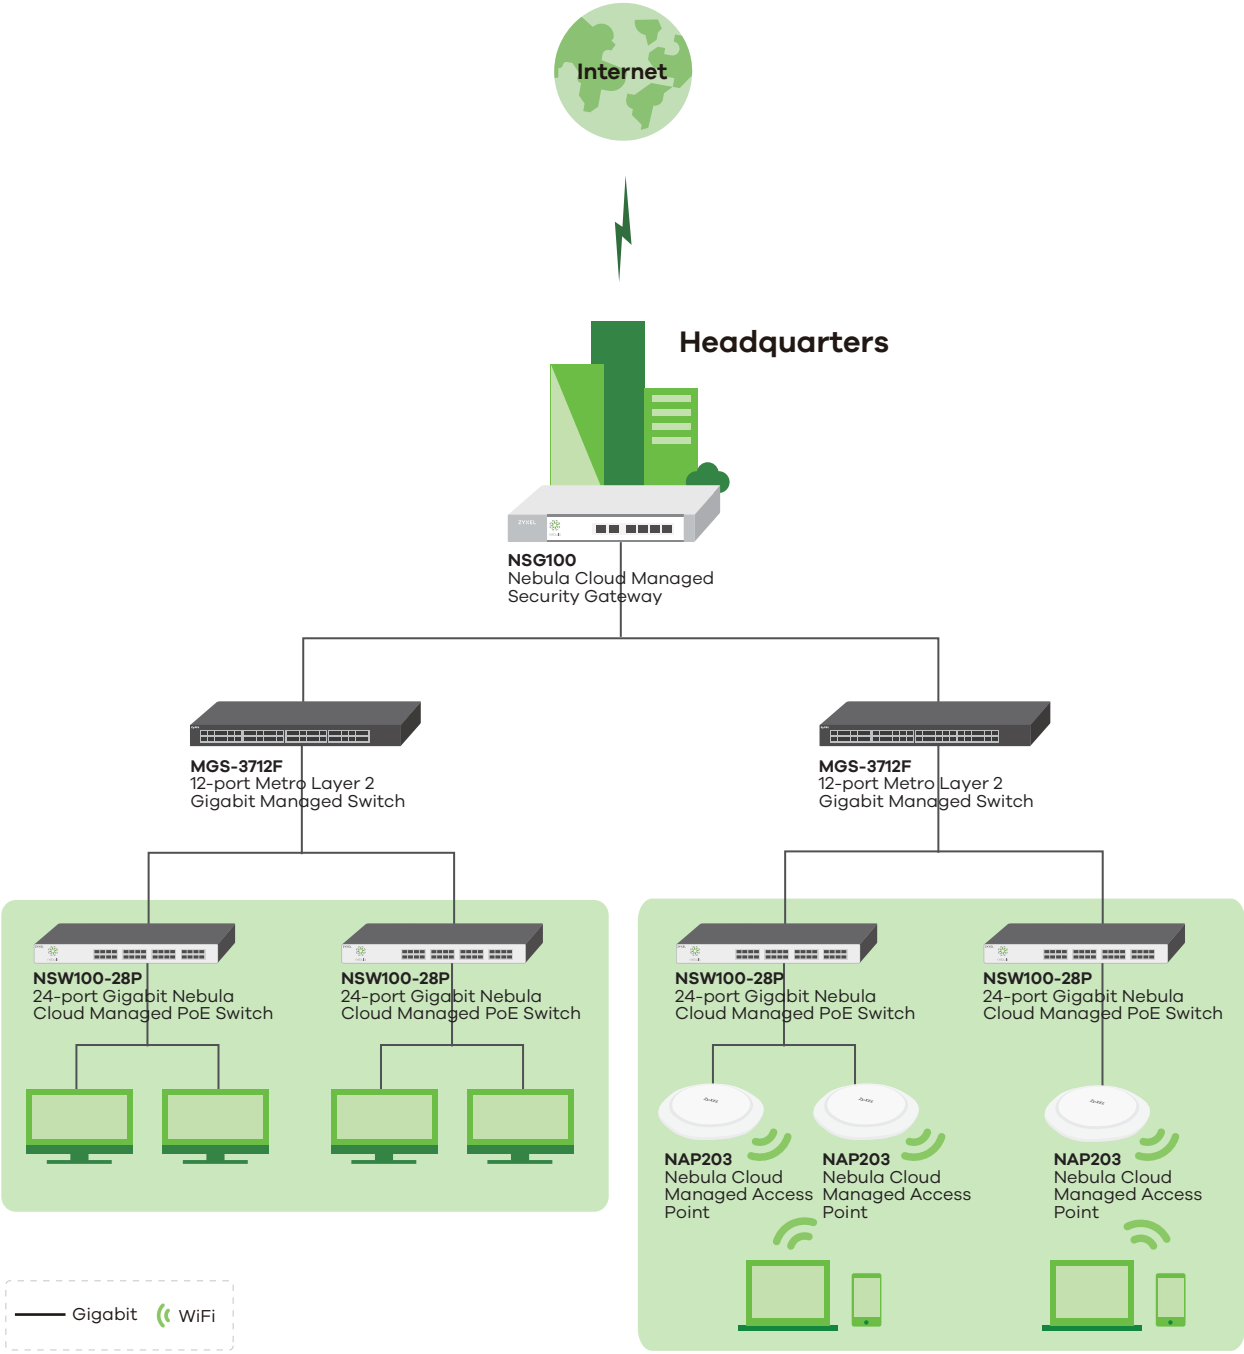 Internet
Headquarters
ZYXEL
NSG100
Nebula Cloud Managed
Security Gateway
MGS-3712F
12-port Metro Layer 2
Gigabit Managed Switch
MGS-3712F
12-port Metro Layer 2
Gigabit Managed Switch
NSW100-28P
24-port Gigabit Nebula
Cloud Managed PoE Switch
NSW100-28P
24-port Gigabit Nebula
Cloud Managed PoE Switch
NSW100-28P
24-port Gigabit Nebula
Cloud Managed PoE Switch
NSW100-28P
24-port Gigabit Nebula
Cloud Managed PoE Switch
ZyXEL
ZyXEL
ZyXEL
NAP203
Nebula Cloud
Managed Access
Point
NAP203
Nebula Cloud
Managed Access
Point
NAP203
Nebula Cloud
Managed Access
Point
Gigabit
WiFi